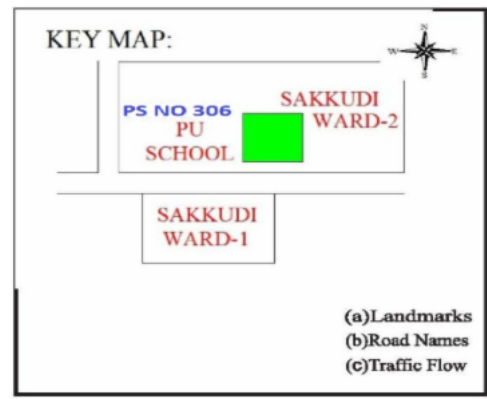 KEY MAP:
N
W E
S
PS NO 306
PU
SCHOOL
SAKKUDI
WARD-2
SAKKUDI
WARD-1
(a)Landmarks
(b)Road Names
(c)Traffic Flow